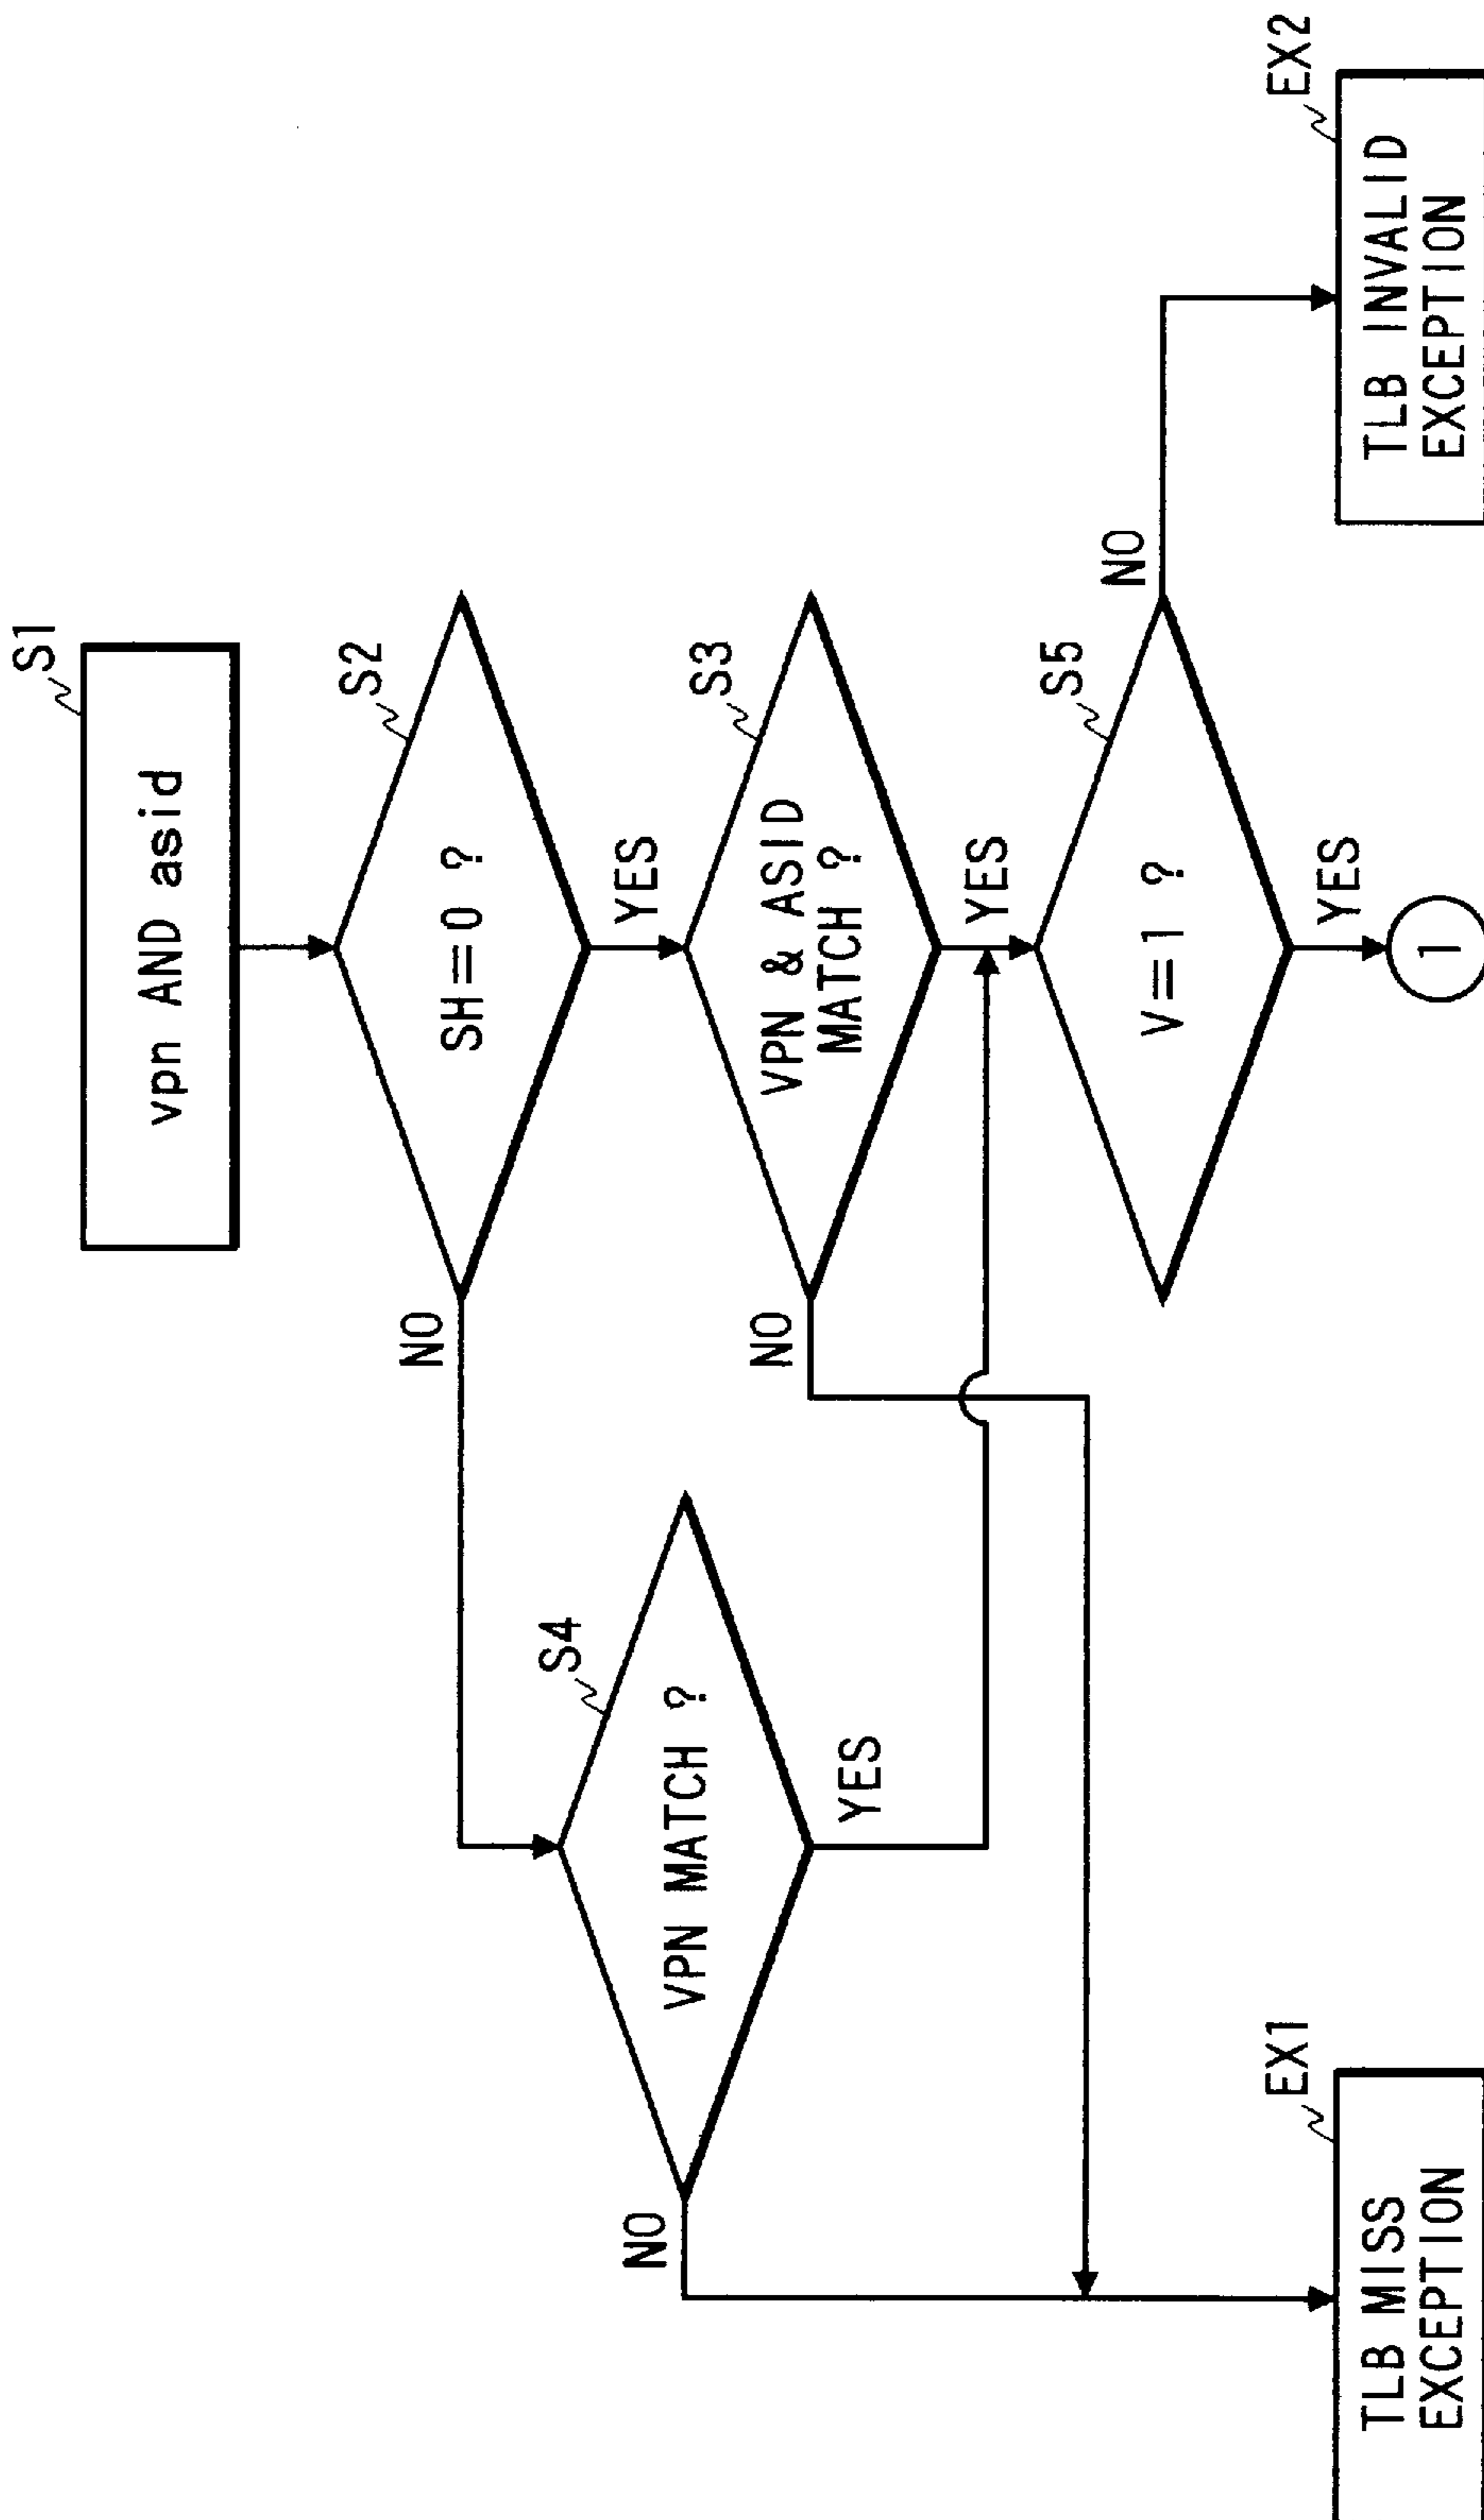 S1
vpn AND asid
S2
SH=0 ?
NO
YES
S3
VPN & ASID
MATCH ?
NO
YES
S4
VPN MATCH ?
NO
YES
S5
V=1 ?
NO
YES
1
EX1
TLB MISS
EXCEPTION
EX2
TLB INVALID
EXCEPTION